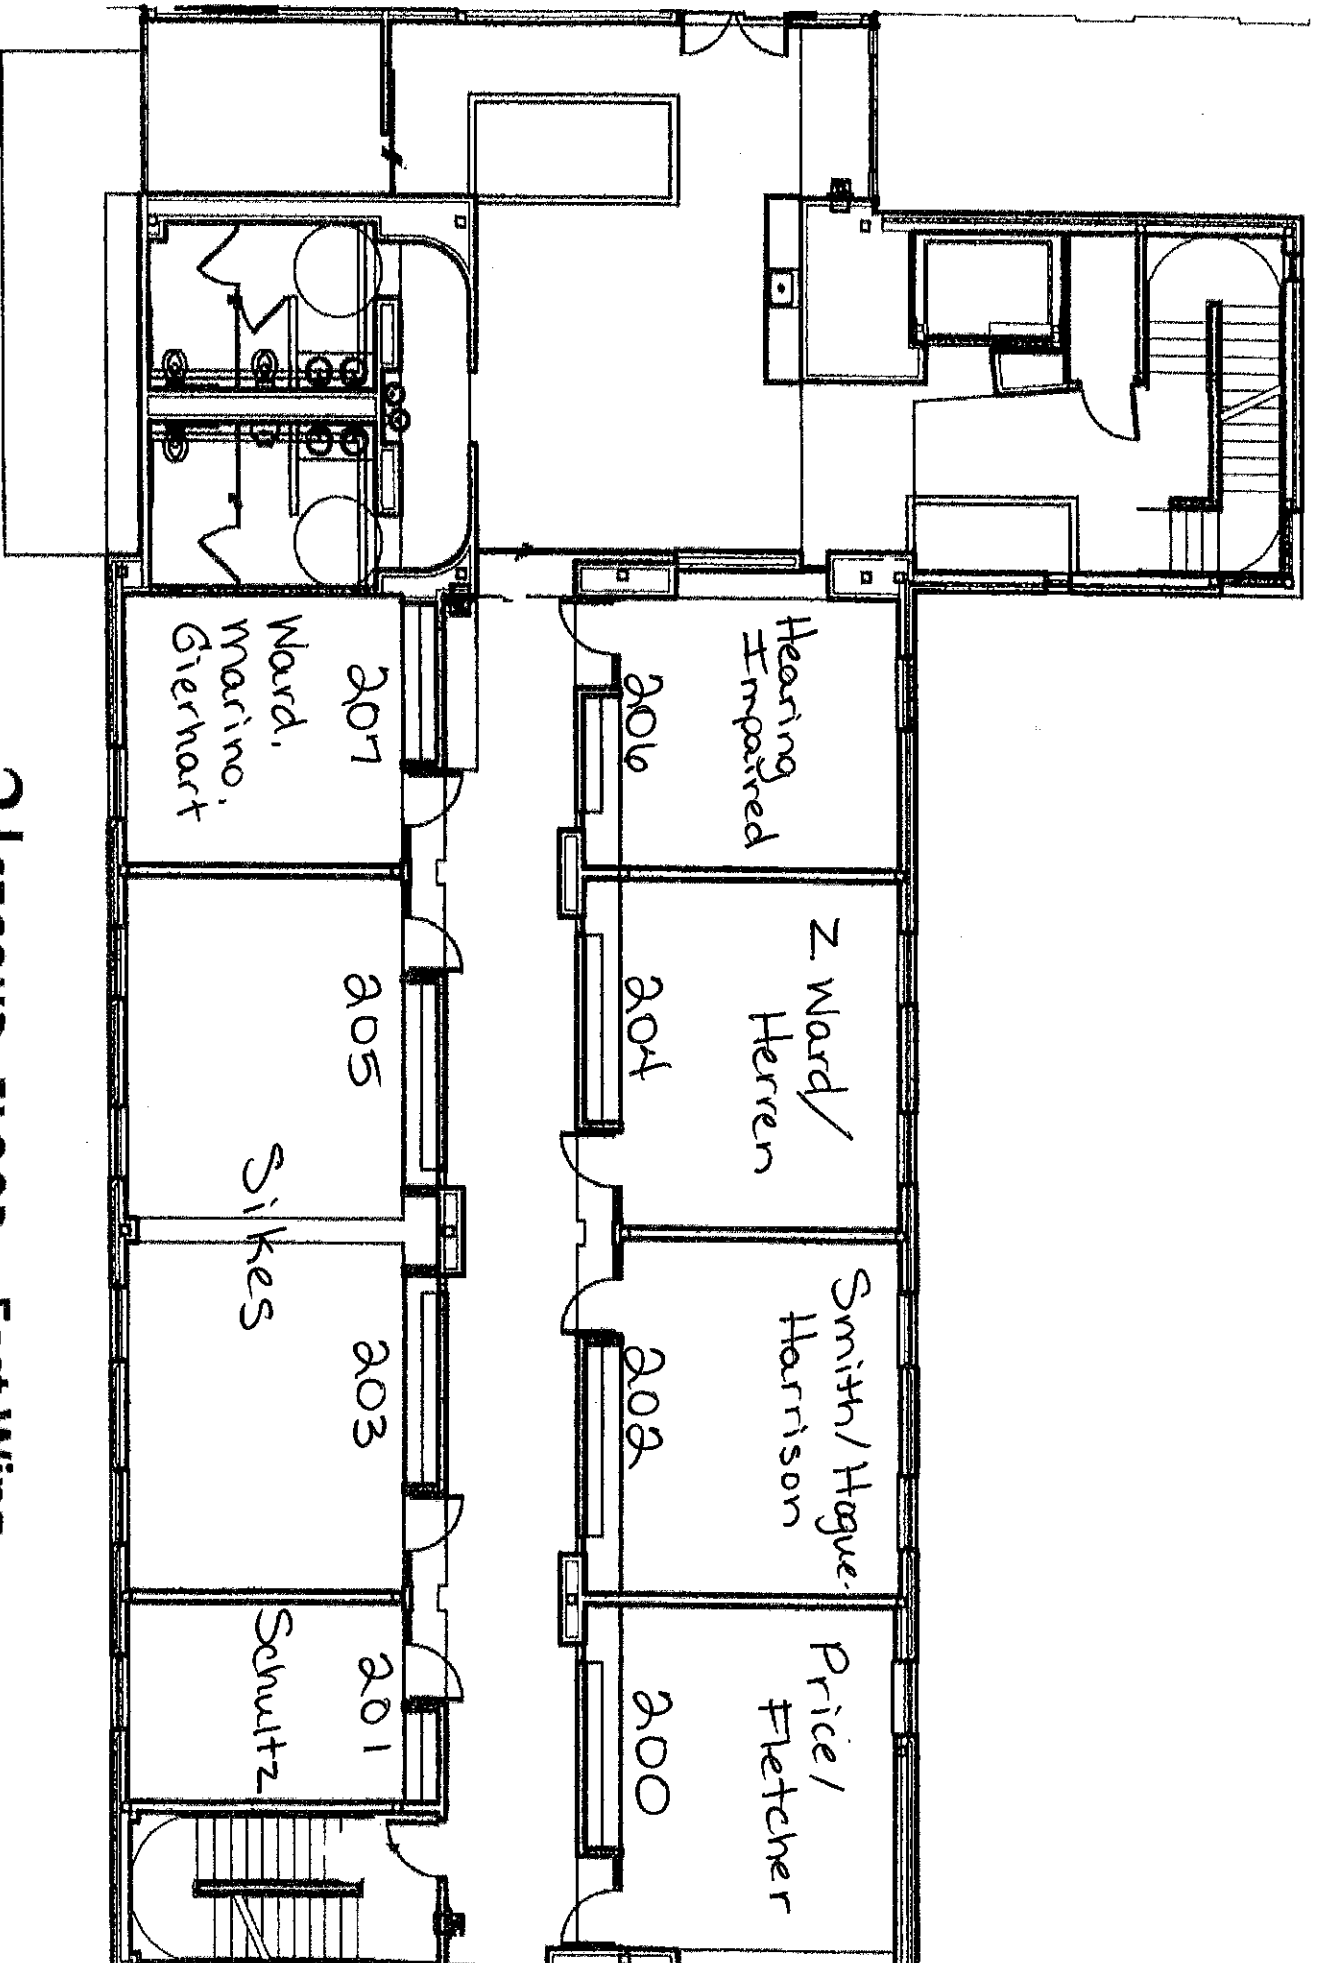 Hearing
Impaired
206
Z. Ward/
Herren
204
Smith/Hague.
Harrison
202
Price/
Fletcher
200
207
Ward.
Marino.
Gierhart
205
Sikes
203
201
Schultz